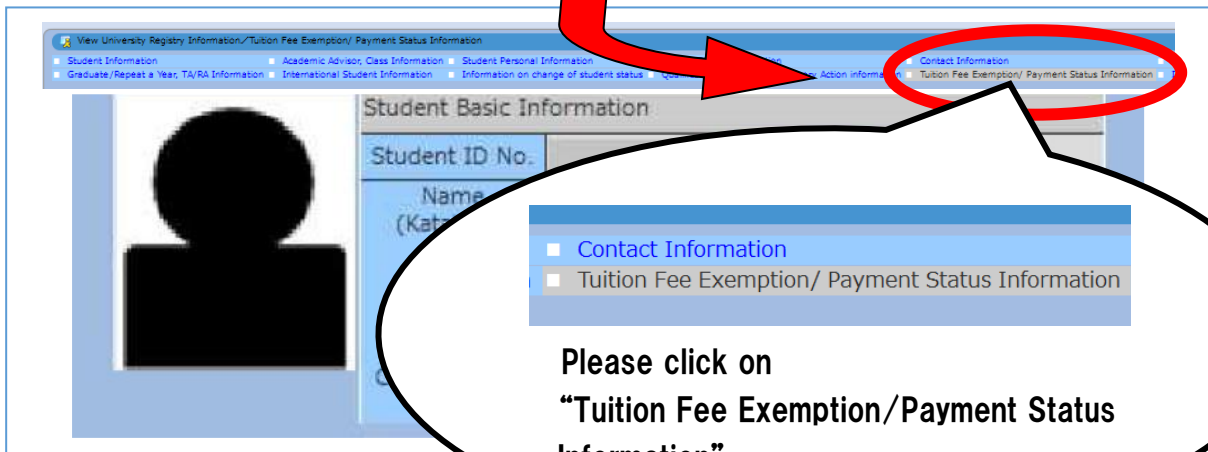 View University Registry Information／Tuition Fee Exemption/ Payment Status Information
Student Information Academic Advisor, Class Information Student Personal Information Contact Information
Graduate/Repeat a Year, TA/RA Information International Student Information Information on change of student status Action information Tuition Fee Exemption/ Payment Status Information
Student Basic Information
Student ID No.
Name
Contact Information
Tuition Fee Exemption/ Payment Status Information
Please click on
“Tuition Fee Exemption/Payment Status
Information”